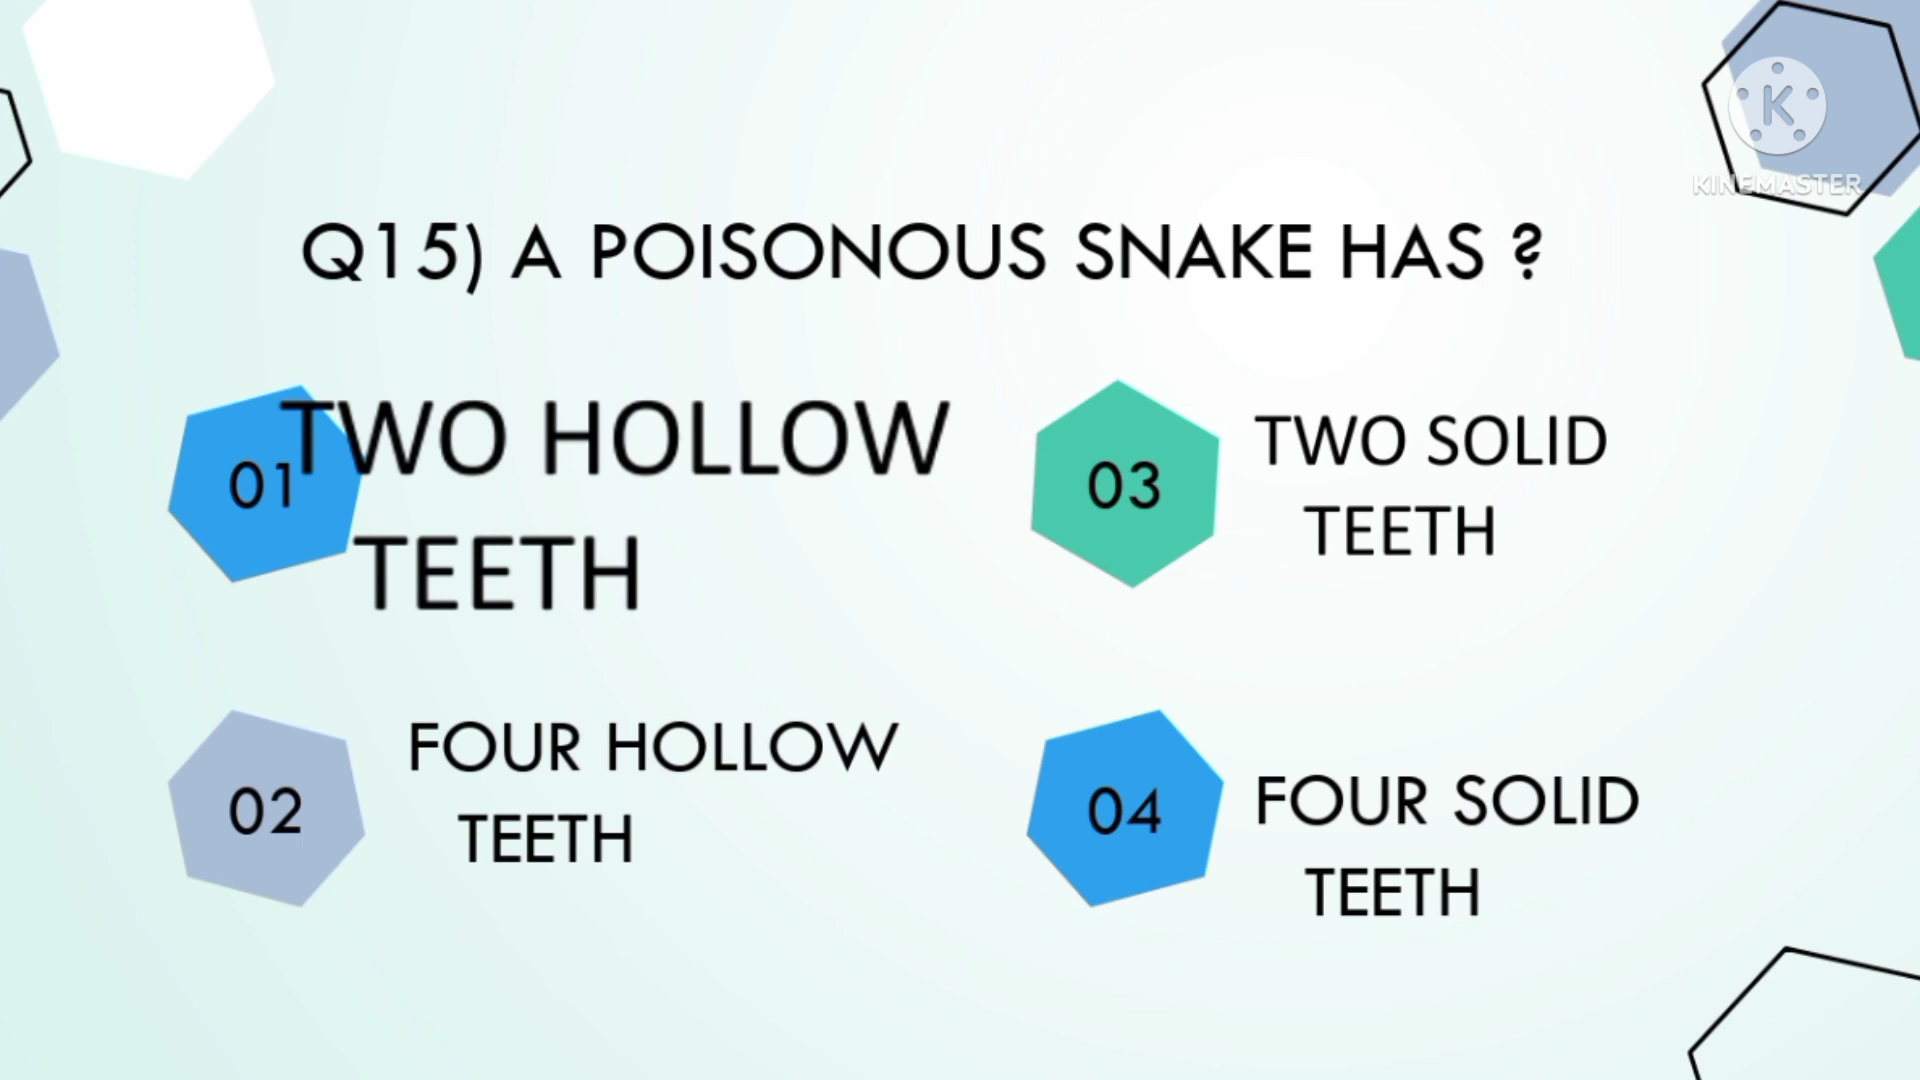 K
KINEMASTER
Q15) A POISONOUS SNAKE HAS ?
01
TWO HOLLOW
TEETH
02
FOUR HOLLOW
TEETH
03
TWO SOLID
TEETH
04
FOUR SOLID
TEETH